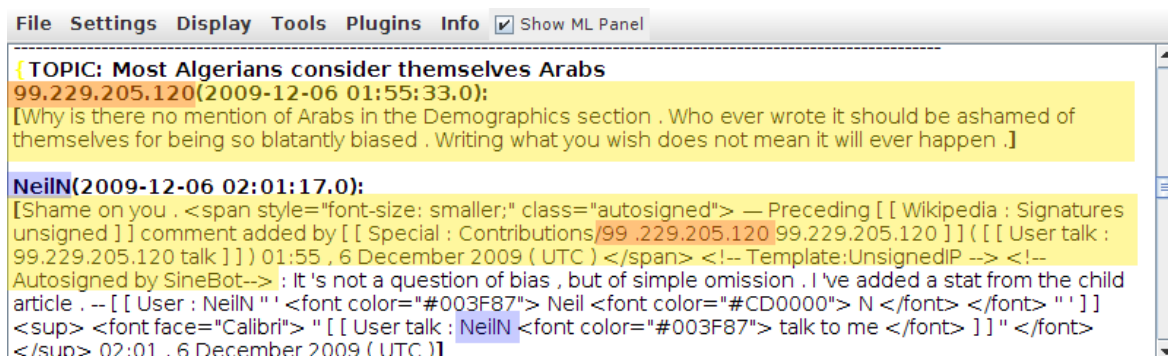 File Settings Display Tools Plugins Info Show ML Panel
{TOPIC: Most Algerians consider themselves Arabs
99.229.205.120(2009-12-06 01:55:33.0):
[Why is there no mention of Arabs in the Demographics section . Who ever wrote it should be ashamed of
themselves for being so blatantly biased . Writing what you wish does not mean it will ever happen .]
NeilN(2009-12-06 02:01:17.0):
[Shame on you . <span style="font-size: smaller;" class="autosigned"> — Preceding [ [ Wikipedia : Signatures
unsigned ] ] comment added by [ [ Special : Contributions/99 .229.205.120 99.229.205.120 ] ] ( [ [ User talk :
99.229.205.120 talk ] ] ) 01:55 , 6 December 2009 ( UTC ) </span> <!-- Template:UnsignedIP --> <!--
Autosigned by SineBot--> : It 's not a question of bias , but of simple omission . I 've added a stat from the child
article . -- [ [ User : NeilN " ' <font color="#003F87"> Neil <font color="#CD0000"> N </font> </font> " ' ] ]
<sup> <font face="Calibri"> " [ [ User talk : NeilN <font color="#003F87"> talk to me </font> ] ] " </font>
</sup> 02:01 , 6 December 2009 ( UTC )]